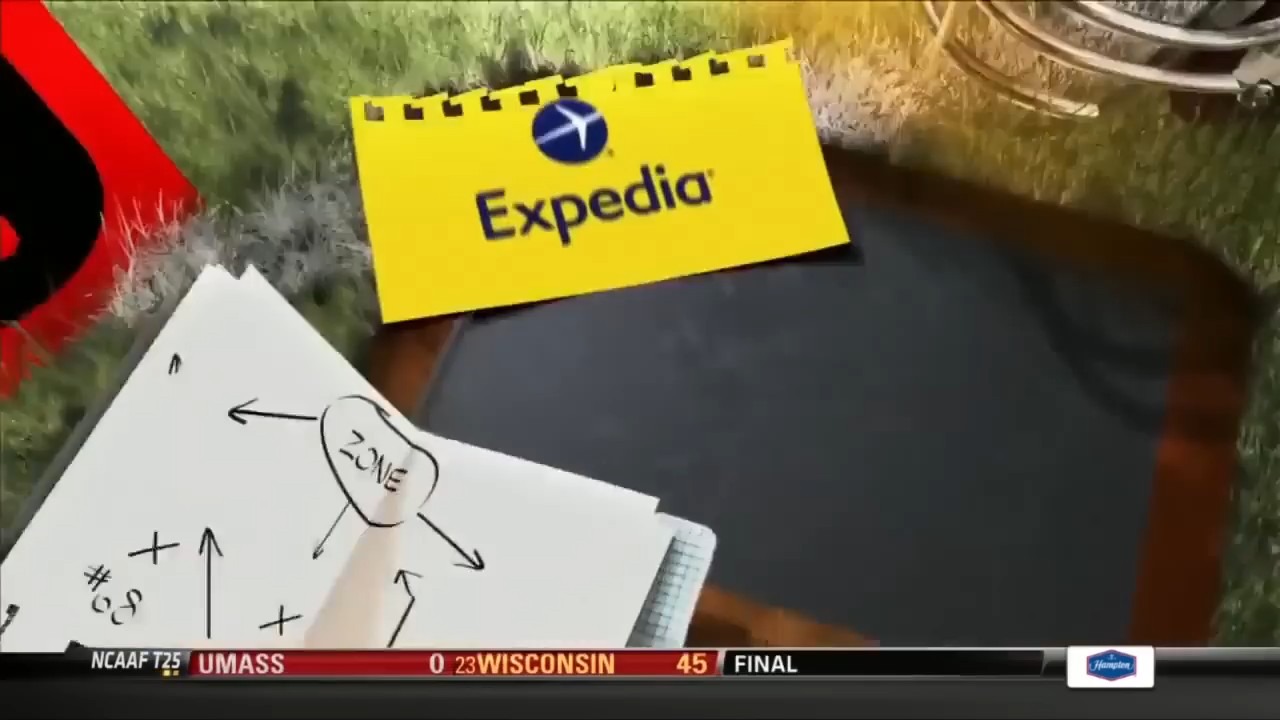 Expedia
ZONE
#68
NCAAF T25 UMASS 0 23 WISCONSIN 45 FINAL
Hampton